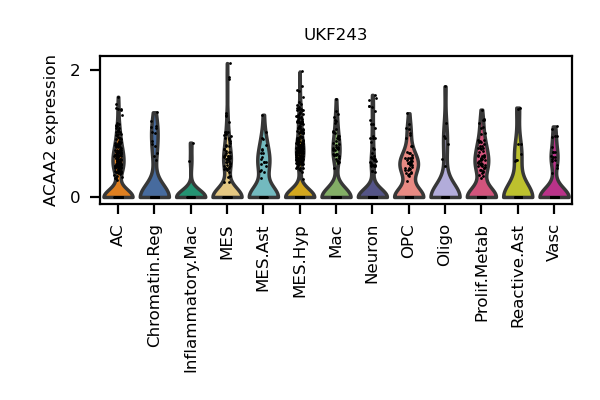 UKF243
ACAA2 expression
2
0
AC
Chromatin.Reg
Inflammatory.Mac
MES
MES.Ast
MES.Hyp
Mac
Neuron
OPC
Oligo
Prolif.Metab
Reactive.Ast
Vasc